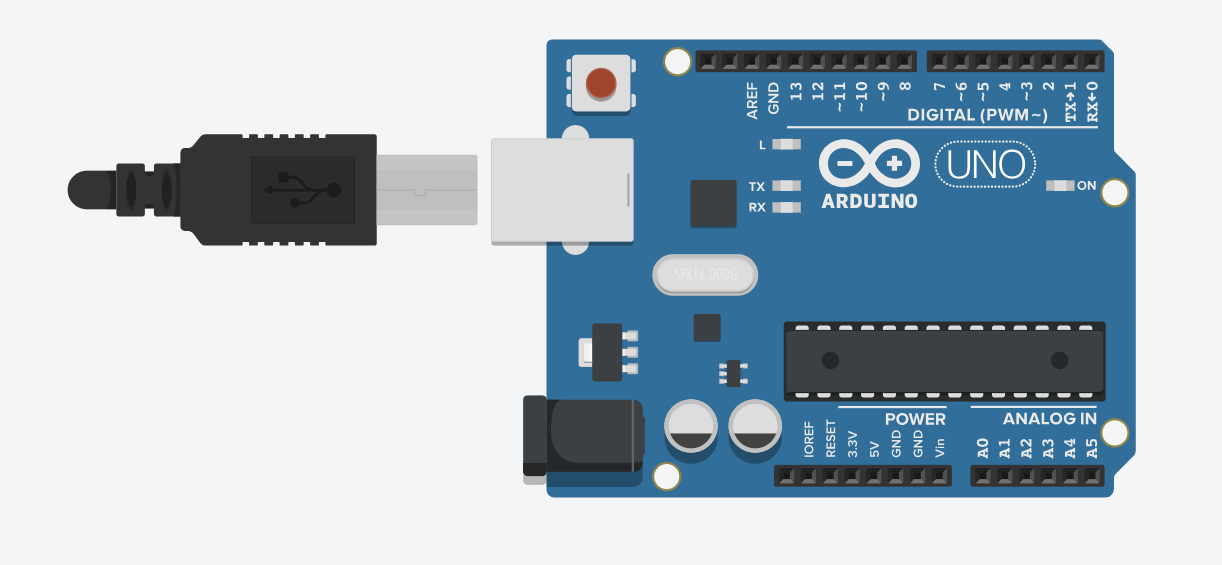 AREF
GND
13
12
~11
~10
~9
8
7
~6
~5
4
~3
2
TX→1
RX←0
DIGITAL (PWM~)
L
TX
RX
UNO
ON
ARDUINO
SPK16.000G
POWER
ANALOG IN
IOREF
RESET
3.3V
5V
GND
GND
Vin
A0
A1
A2
A3
A4
A5